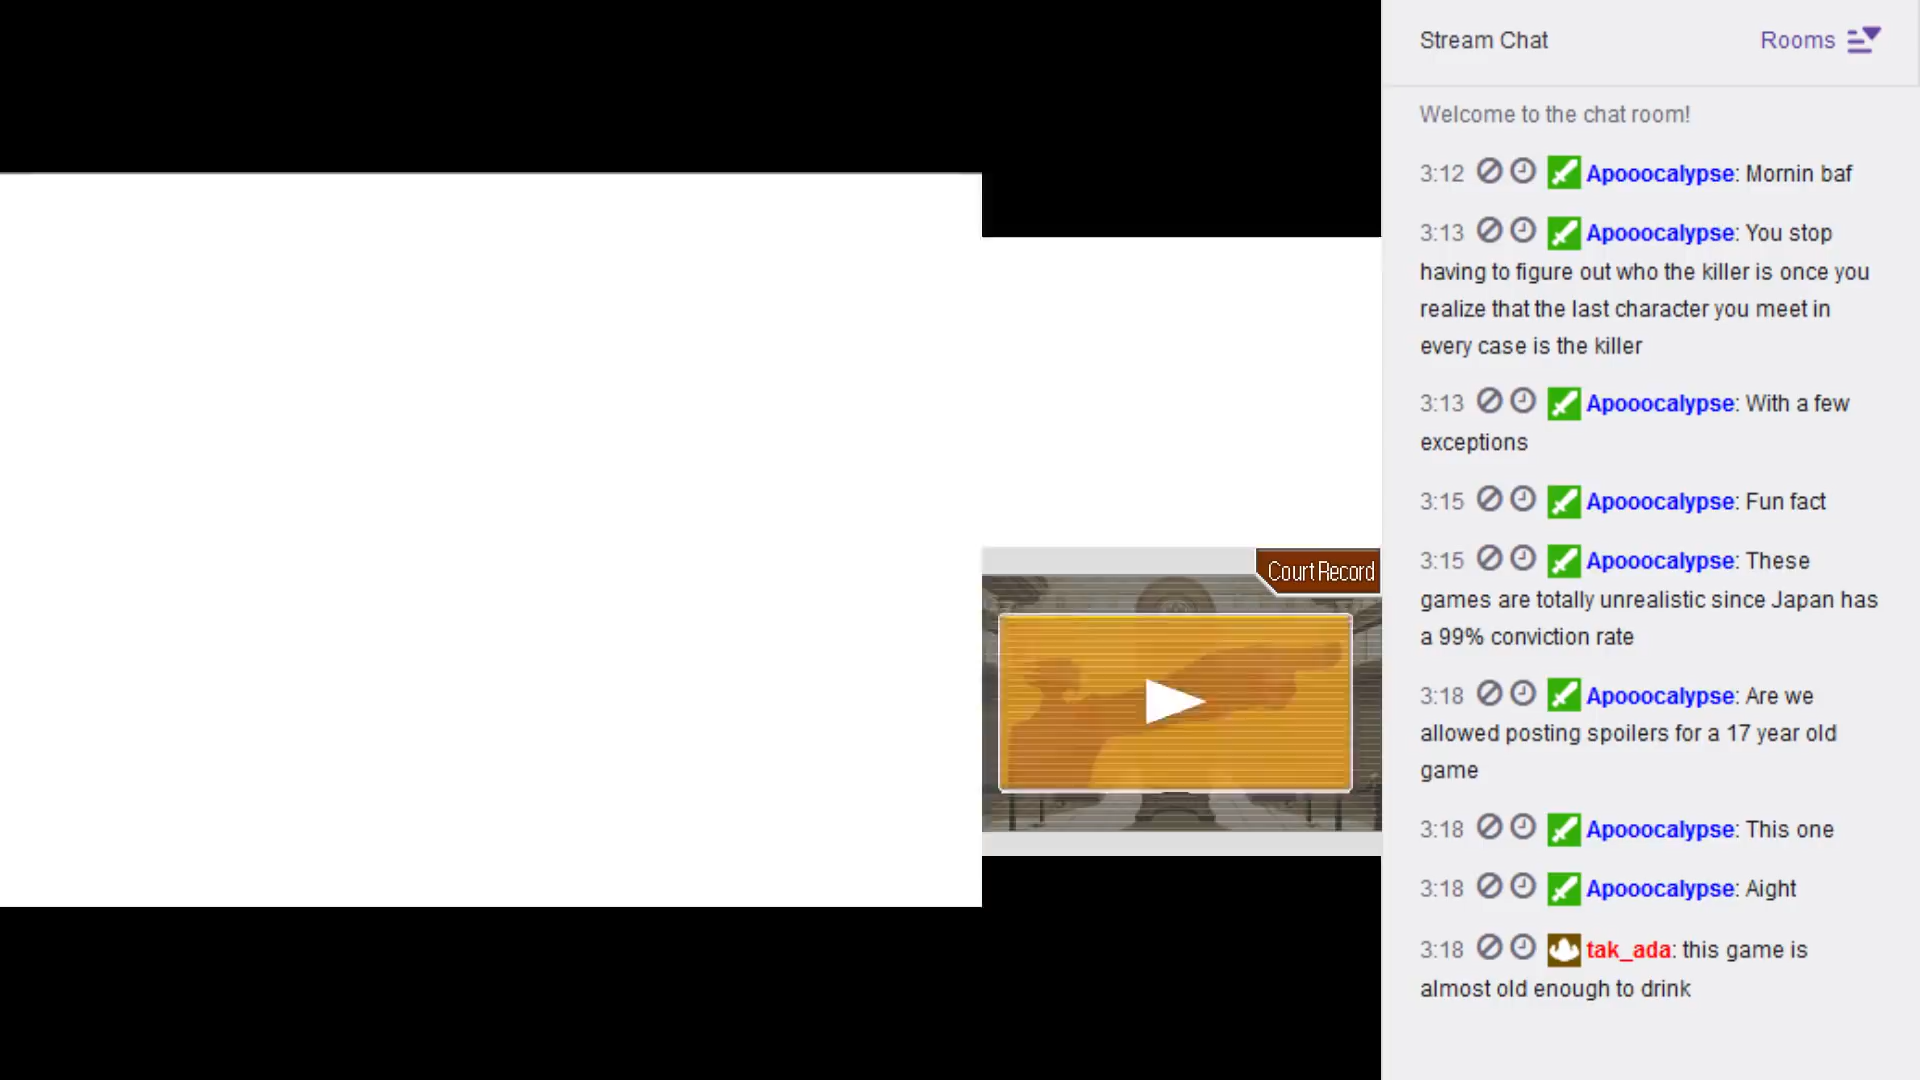 Stream Chat
Rooms
Welcome to the chat room!
3:12 Apooocalypse: Mornin baf
3:13 Apooocalypse: You stop
having to figure out who the killer is once you
realize that the last character you meet in
every case is the killer
3:13 Apooocalypse: With a few
exceptions
3:15 Apooocalypse: Fun fact
3:15 Apooocalypse: These
games are totally unrealistic since Japan has
a 99% conviction rate
3:18 Apooocalypse: Are we
allowed posting spoilers for a 17 year old
game
3:18 Apooocalypse: This one
3:18 Apooocalypse: Aight
3:18 tak_ada: this game is
almost old enough to drink
Court Record